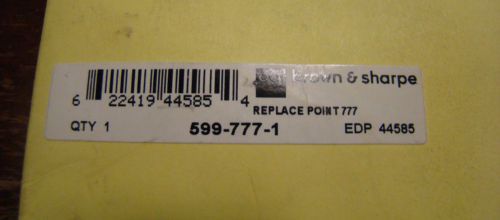 brown & sharpe
6 22419 44585 4
REPLACE POINT 777
QTY 1 599-777-1 EDP 44585